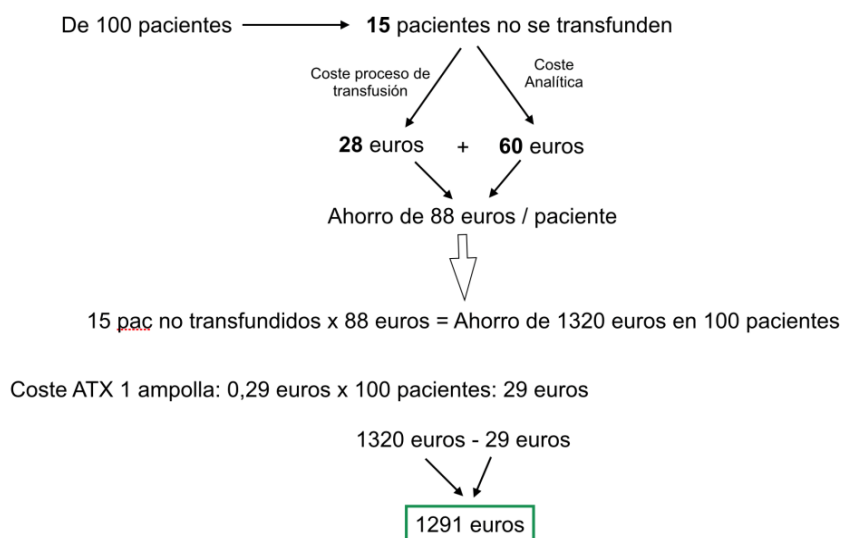 De 100 pacientes
15 pacientes no se transfunden
Coste proceso de
transfusión
Coste
Analítica
28 euros + 60 euros
Ahorro de 88 euros / paciente
15 pac no transfundidos x 88 euros = Ahorro de 1320 euros en 100 pacientes
Coste ATX 1 ampolla: 0,29 euros x 100 pacientes: 29 euros
1320 euros - 29 euros
1291 euros